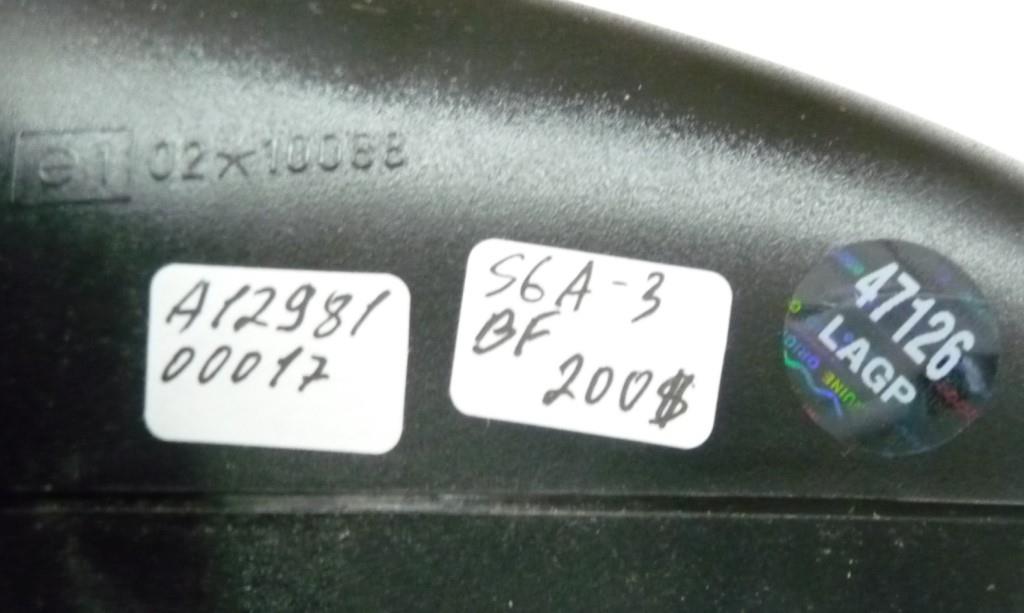 e1 02*10088
A12981
00017
S6A-3
BF
200$
47126
LAGP